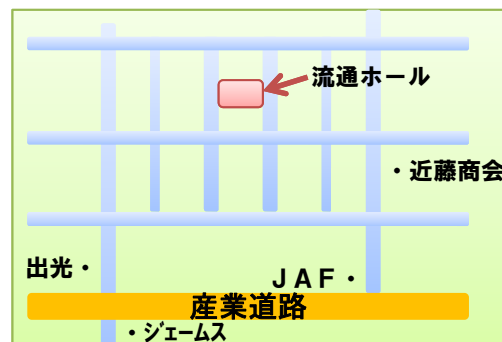 流通ホール
・近藤商会
出光・
ＪＡＦ・
産業道路
・ｼﾞｪｰﾑｽ